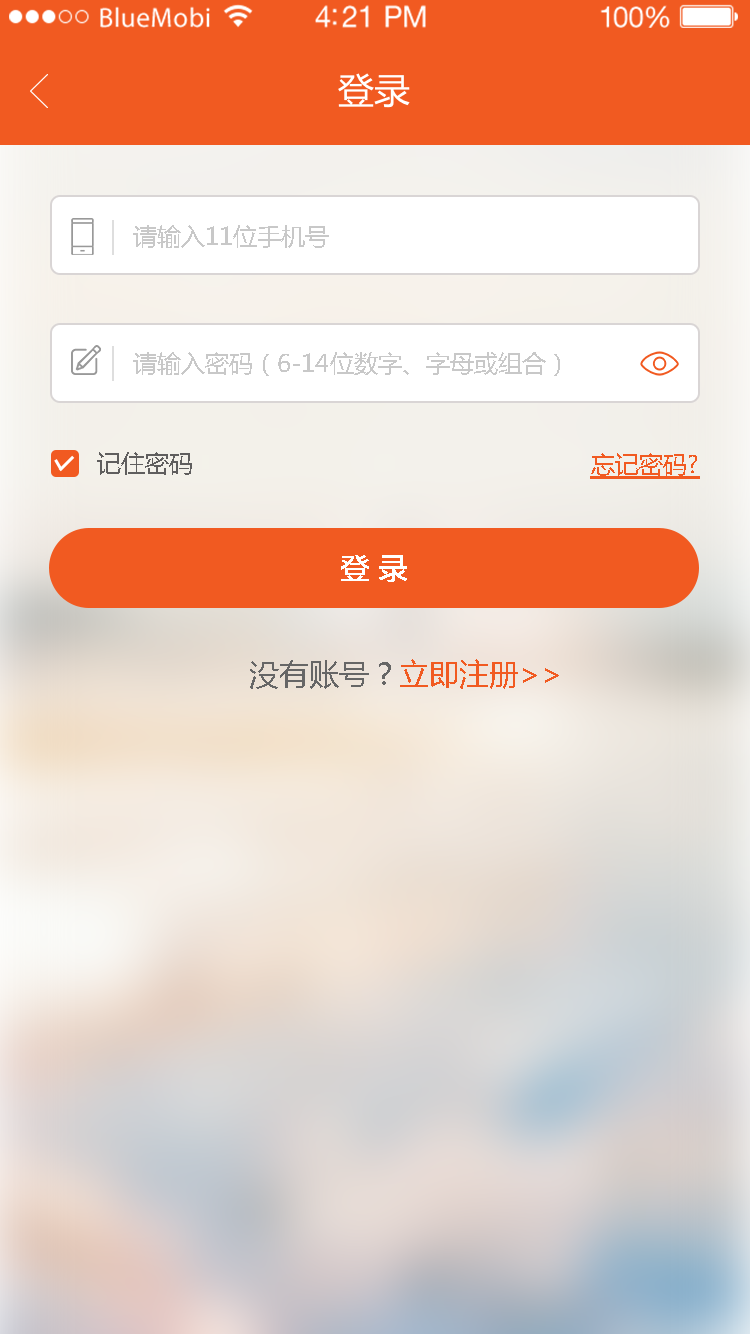 BlueMobi 4:21 PM 100%
登录
请输入11位手机号
请输入密码（6-14位数字、字母或组合）
记住密码 忘记密码?
登 录
没有账号？立即注册>>